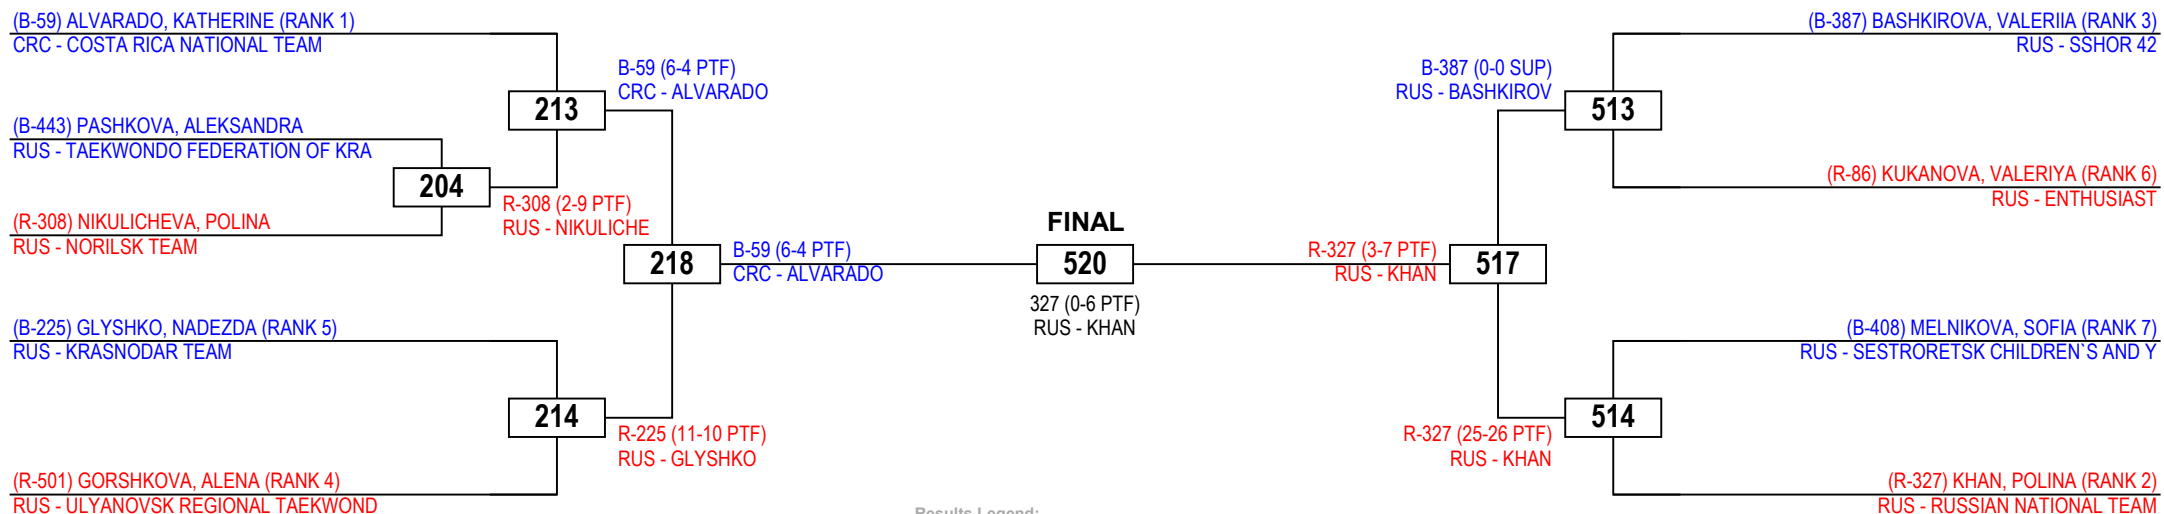 (B-59) ALVARADO, KATHERINE (RANK 1)
CRC - COSTA RICA NATIONAL TEAM
B-59 (6-4 PTF)
CRC - ALVARADO
213
(B-443) PASHKOVA, ALEKSANDRA
RUS - TAEKWONDO FEDERATION OF KRA
204
R-308 (2-9 PTF)
RUS - NIKULICHE
(R-308) NIKULICHEVA, POLINA
RUS - NORILSK TEAM
218
B-59 (6-4 PTF)
CRC - ALVARADO
(B-225) GLYSHKO, NADEZDA (RANK 5)
RUS - KRASNODAR TEAM
214
R-225 (11-10 PTF)
RUS - GLYSHKO
(R-501) GORSHKOVA, ALENA (RANK 4)
RUS - ULYANOVSK REGIONAL TAEKWOND
FINAL
520
327 (0-6 PTF)
RUS - KHAN
(B-387) BASHKIROVA, VALERIIA (RANK 3)
RUS - SSHOR 42
B-387 (0-0 SUP)
RUS - BASHKIROV
513
(R-86) KUKANOVA, VALERIYA (RANK 6)
RUS - ENTHUSIAST
R-327 (3-7 PTF)
RUS - KHAN
517
(B-408) MELNIKOVA, SOFIA (RANK 7)
RUS - SESTRORETSK CHILDREN`S AND Y
514
R-327 (25-26 PTF)
RUS - KHAN
(R-327) KHAN, POLINA (RANK 2)
RUS - RUSSIAN NATIONAL TEAM
Results Legend: